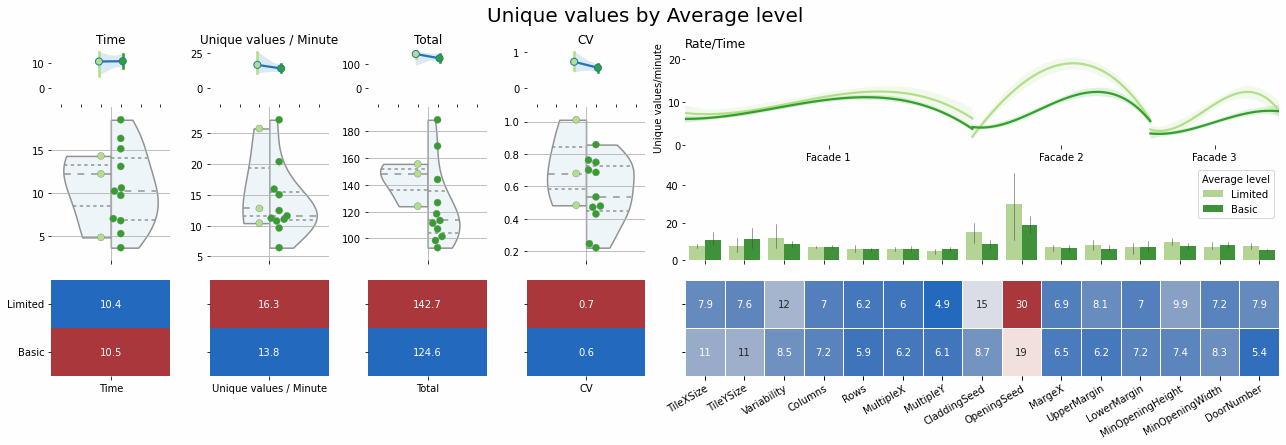 Unique values by Average level
Time
Unique values / Minute
Total
CV
Rate/Time
10
0
25
0
100
0
1
0
Unique values/minute
20
10
0
Facade 1
Facade 2
Facade 3
15
10
5
25
20
15
10
5
180
160
140
120
100
1.0
0.8
0.6
0.4
0.2
40
20
0
Average level
Limited
Basic
Limited
10.4
16.3
142.7
0.7
7.9 7.6 12 7 6.2 6 4.9 15 30 6.9 8.1 7 9.9 7.2 7.9
Basic
10.5
13.8
124.6
0.6
11 11 8.5 7.2 5.9 6.2 6.1 8.7 19 6.5 6.2 7.2 7.4 8.3 5.4
Time
Unique values / Minute
Total
CV
TileXSize
TileYSize
Variability
Columns
Rows
MultipleX
MultipleY
CladdingSeed
OpeningSeed
MargeX
UpperMargin
LowerMargin
MinOpeningHeight
MinOpeningWidth
DoorNumber